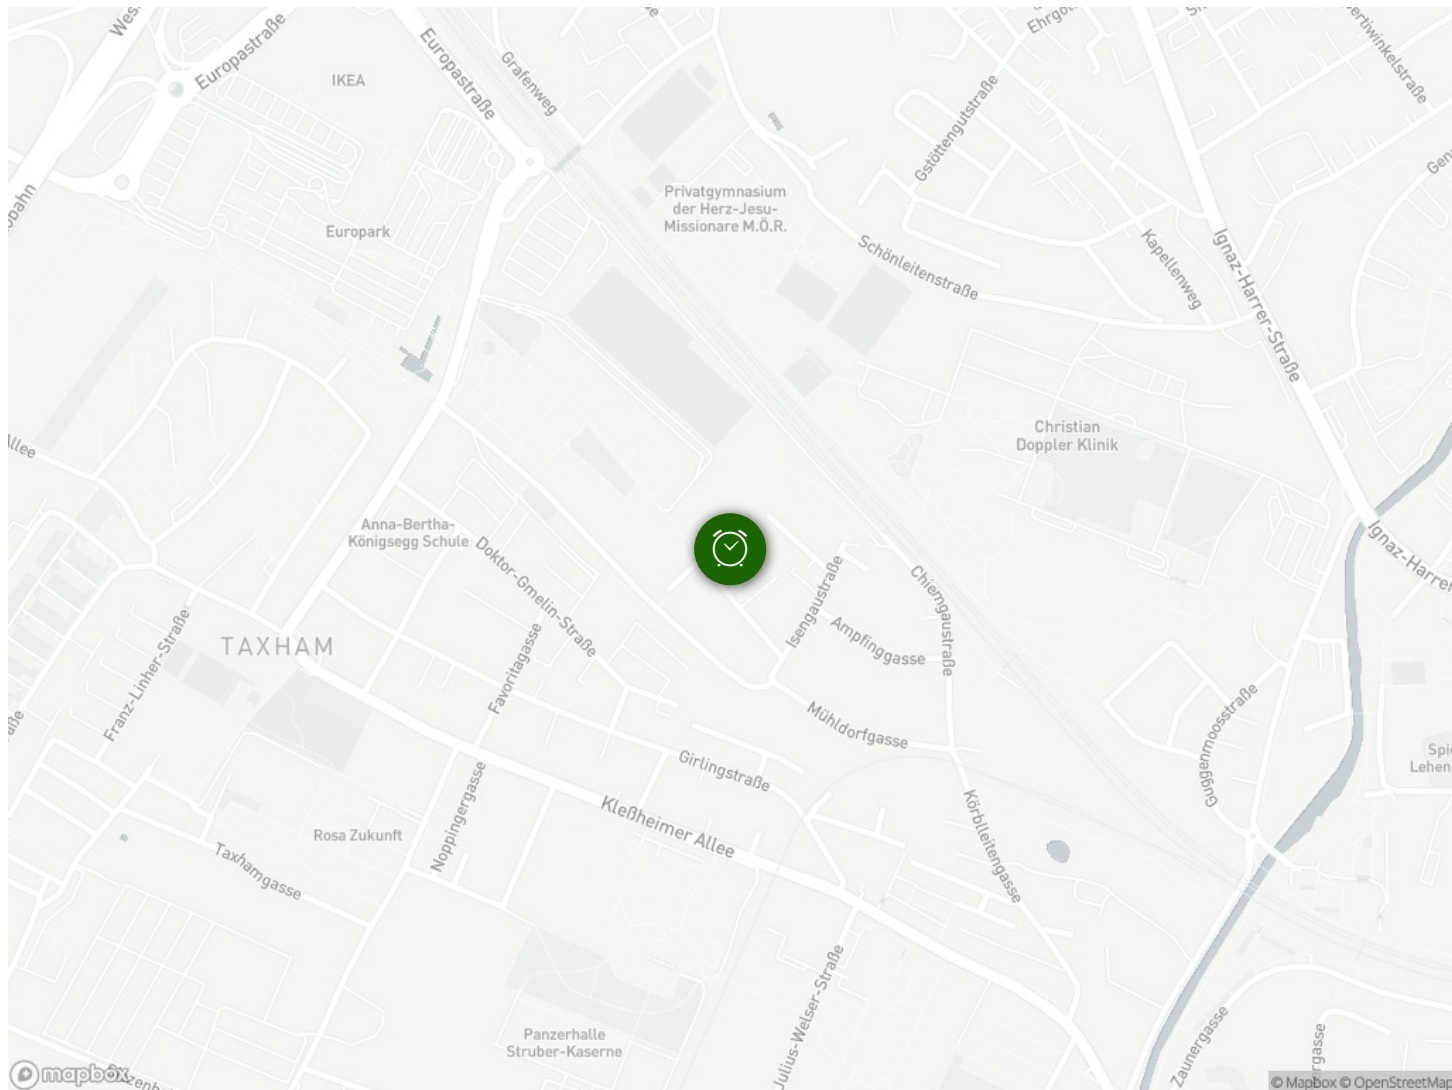 Europastraße
Europastraße
IKEA
Grafenweg
Gstöttengutstraße
Privatgymnasium
der Herz-Jesu-
Missionare M.Ö.R.
Europark
Schönleitenstraße
Kapellenweg
Ignaz-Harrer-Straße
Christian
Doppler Klinik
Allee
Anna-Bertha-
Königsegg Schule
Doktor-Gmelin-Straße
Ignaz-Harrer
Isengaustraße
Chiemgaustraße
Ampfinggasse
TAXHAM
Franz-Linher-Straße
Favoritagasse
Mühldorfgasse
Guggenmoosstraße
Girlingstraße
Noppingergasse
Kleßheimer Allee
Körblleitengasse
Spie
Lehen
Rosa Zukunft
Taxhamgasse
Julius-Welser-Straße
Panzerhalle
Struber-Kaserne
Zaunergasse
ergasse
mapbox
© Mapbox © OpenStreetMap